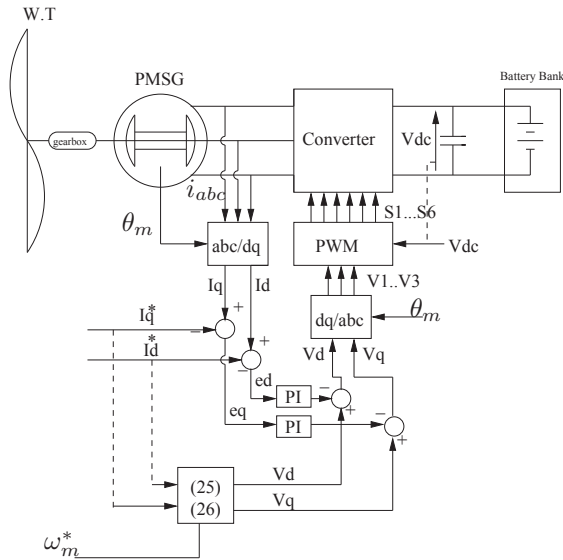 W.T
PMSG
Battery Bank
gearbox
Converter
Vdc
i_abc
S1...S6
θ_m
abc/dq
PWM
Vdc
V1..V3
Iq
Id
dq/abc
θ_m
+
Iq*
−
+
Id*
−
Vd
Vq
ed
PI
−
+
eq
PI
−
+
(25)
Vd
(26)
Vq
ω*_m